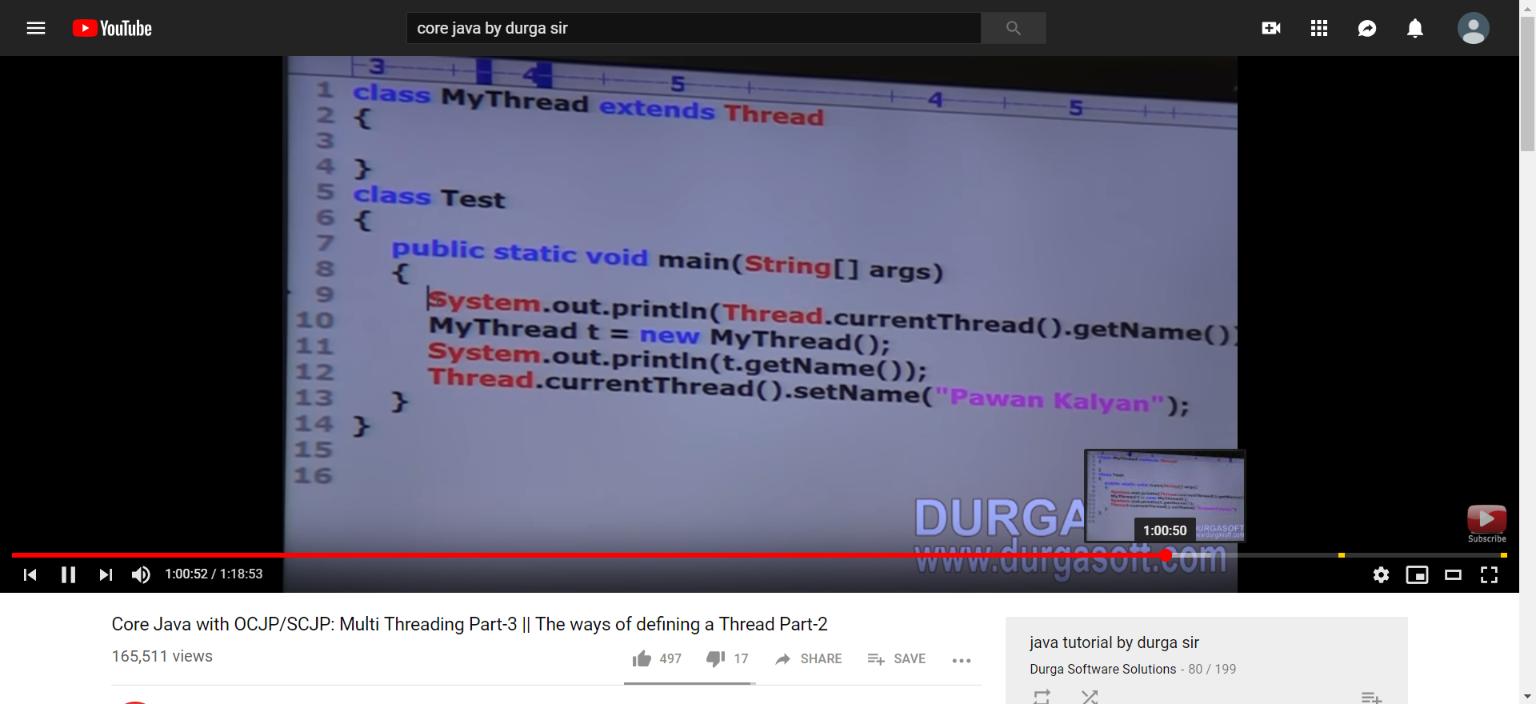 YouTube
core java by durga sir
3 4 5 4 5
1 class MyThread extends Thread
2 {
3
4 }
5 class Test
6 {
7 public static void main(String[] args)
8 {
9 System.out.println(Thread.currentThread().getName())
10 MyThread t = new MyThread();
11 System.out.println(t.getName());
12 Thread.currentThread().setName("Pawan Kalyan");
13 }
14 }
15
16
DURGA
www.durgasoft.com
1:00:50
Subscribe
1:00:52 / 1:18:53
Core Java with OCJP/SCJP: Multi Threading Part-3 || The ways of defining a Thread Part-2
165,511 views
497 17 SHARE SAVE
java tutorial by durga sir
Durga Software Solutions - 80 / 199